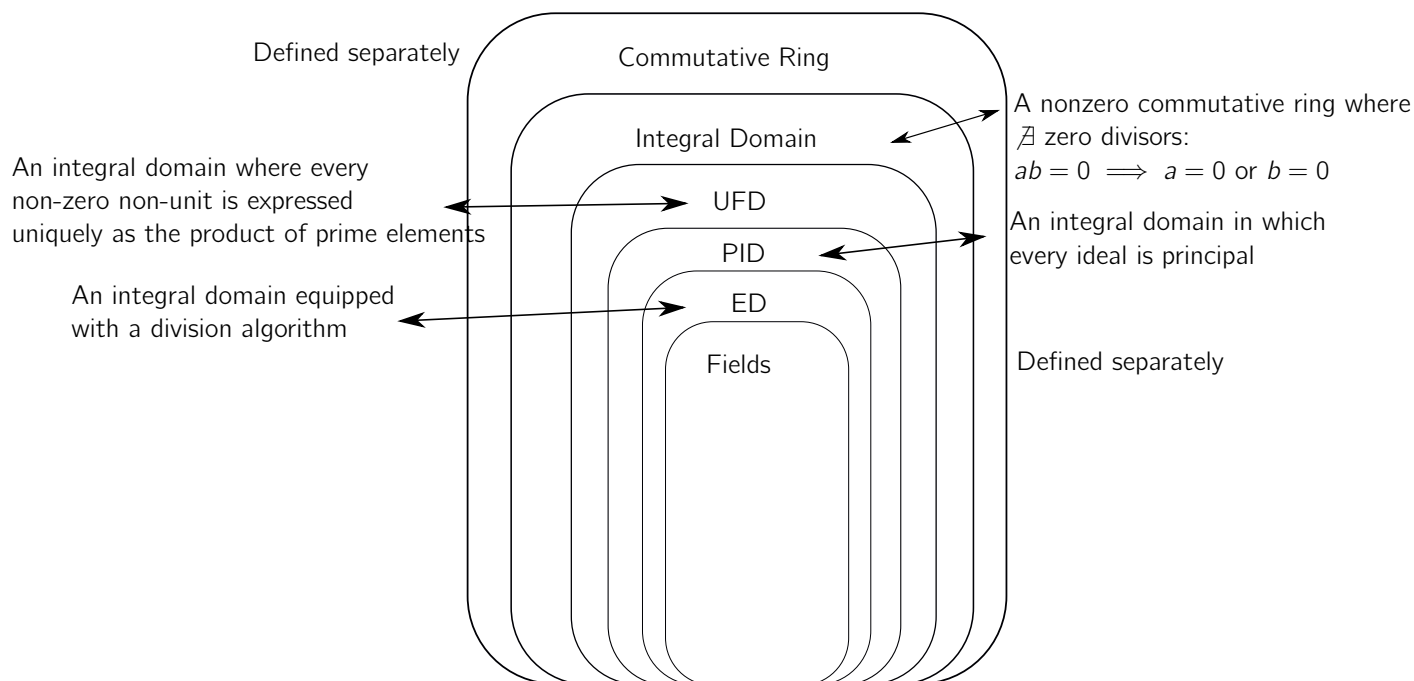 Defined separately
Commutative Ring
A nonzero commutative ring where
∄ zero divisors:
ab = 0 ⟹ a = 0 or b = 0
Integral Domain
An integral domain where every
non-zero non-unit is expressed
uniquely as the product of prime elements
UFD
An integral domain in which
every ideal is principal
PID
An integral domain equipped
with a division algorithm
ED
Fields
Defined separately